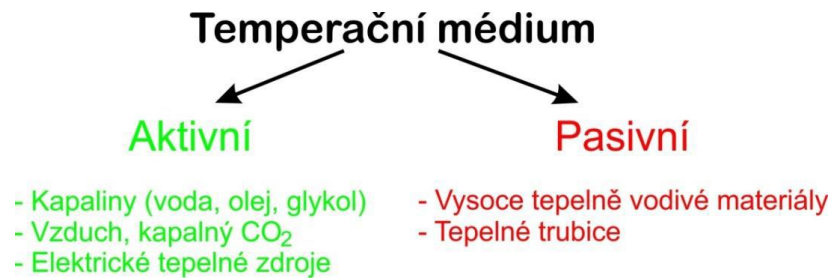 Temperační médium
Aktivní
- Kapaliny (voda, olej, glykol)
- Vzduch, kapalný CO₂
- Elektrické tepelné zdroje
Pasivní
- Vysoce tepelně vodivé materiály
- Tepelné trubice